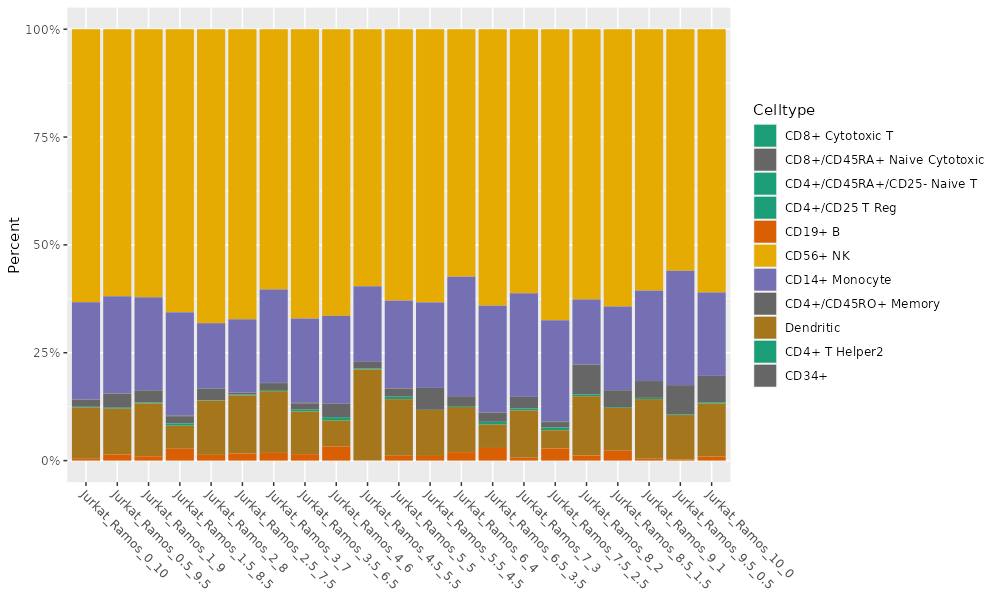 100%
75%
50%
25%
0%
Percent
Jurkat_Ramos_0_10
Jurkat_Ramos_0.5_9.5
Jurkat_Ramos_1_9
Jurkat_Ramos_1.5_8.5
Jurkat_Ramos_2_8
Jurkat_Ramos_2.5_7.5
Jurkat_Ramos_3_7
Jurkat_Ramos_3.5_6.5
Jurkat_Ramos_4_6
Jurkat_Ramos_4.5_5.5
Jurkat_Ramos_5_5
Jurkat_Ramos_5.5_4.5
Jurkat_Ramos_6_4
Jurkat_Ramos_6.5_3.5
Jurkat_Ramos_7_3
Jurkat_Ramos_7.5_2.5
Jurkat_Ramos_8_2
Jurkat_Ramos_8.5_1.5
Jurkat_Ramos_9_1
Jurkat_Ramos_9.5_0.5
Jurkat_Ramos_10_0
Celltype
CD8+ Cytotoxic T
CD8+/CD45RA+ Naive Cytotoxic
CD4+/CD45RA+/CD25- Naive T
CD4+/CD25 T Reg
CD19+ B
CD56+ NK
CD14+ Monocyte
CD4+/CD45RO+ Memory
Dendritic
CD4+ T Helper2
CD34+